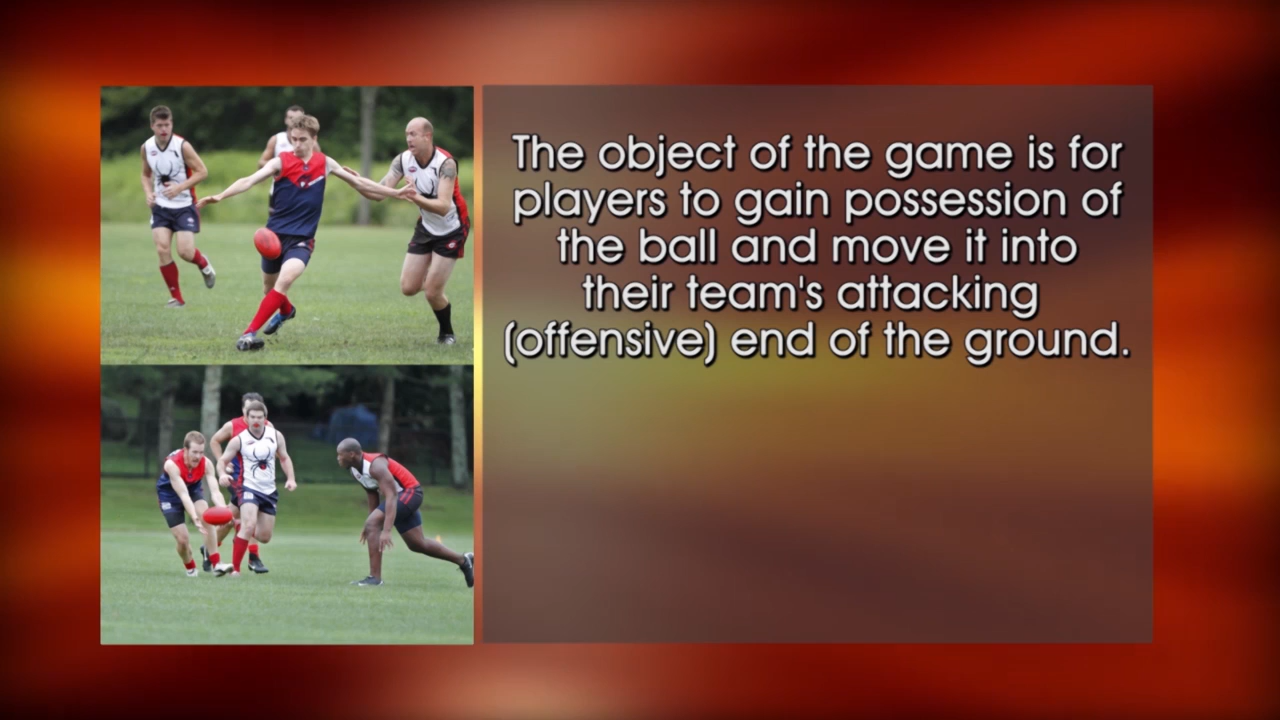 The object of the game is for
players to gain possession of
the ball and move it into
their team's attacking
(offensive) end of the ground.